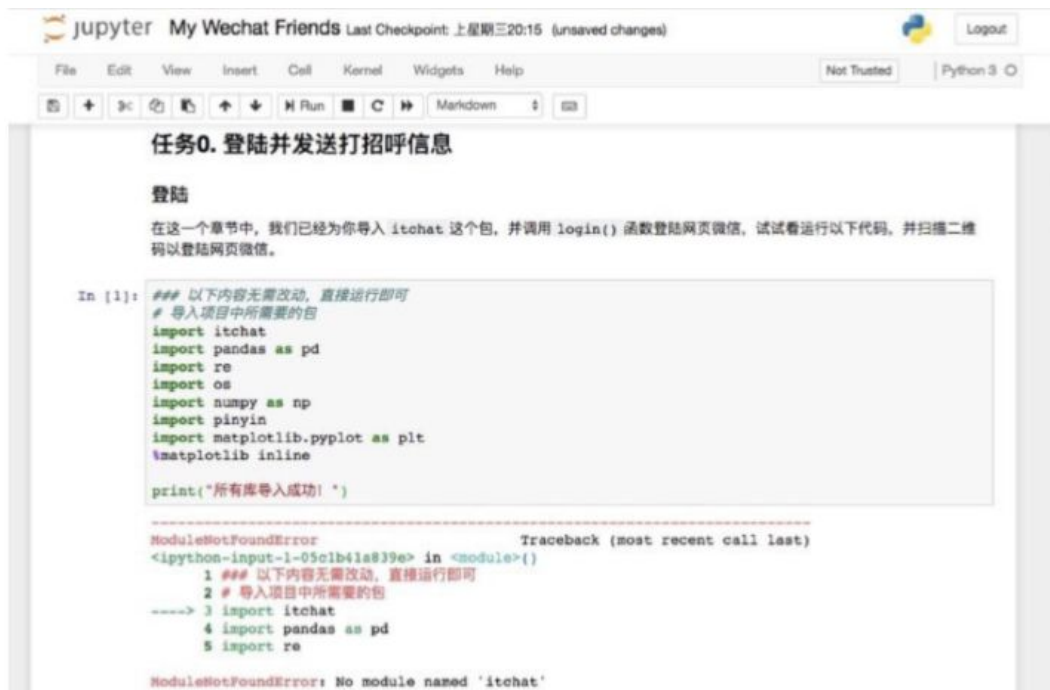 jupyter My Wechat Friends Last Checkpoint: 上星期三20:15 (unsaved changes) Logout
File Edit View Insert Cell Kernel Widgets Help Not Trusted Python 3
Run Markdown
任务0. 登陆并发送打招呼信息
登陆
在这一个章节中，我们已经为你导入 itchat 这个包，并调用 login() 函数登陆网页微信，试试看运行以下代码，并扫描二维
码以登陆网页微信。
In [1]: ### 以下内容无需改动，直接运行即可
# 导入项目中所需要的包
import itchat
import pandas as pd
import re
import os
import numpy as np
import pinyin
import matplotlib.pyplot as plt
%matplotlib inline
print("所有库导入成功！")
ModuleNotFoundError Traceback (most recent call last)
<ipython-input-1-05c1b41a839e> in <module>()
1 ### 以下内容无需改动，直接运行即可
2 # 导入项目中所需要的包
----> 3 import itchat
4 import pandas as pd
5 import re
ModuleNotFoundError: No module named 'itchat'